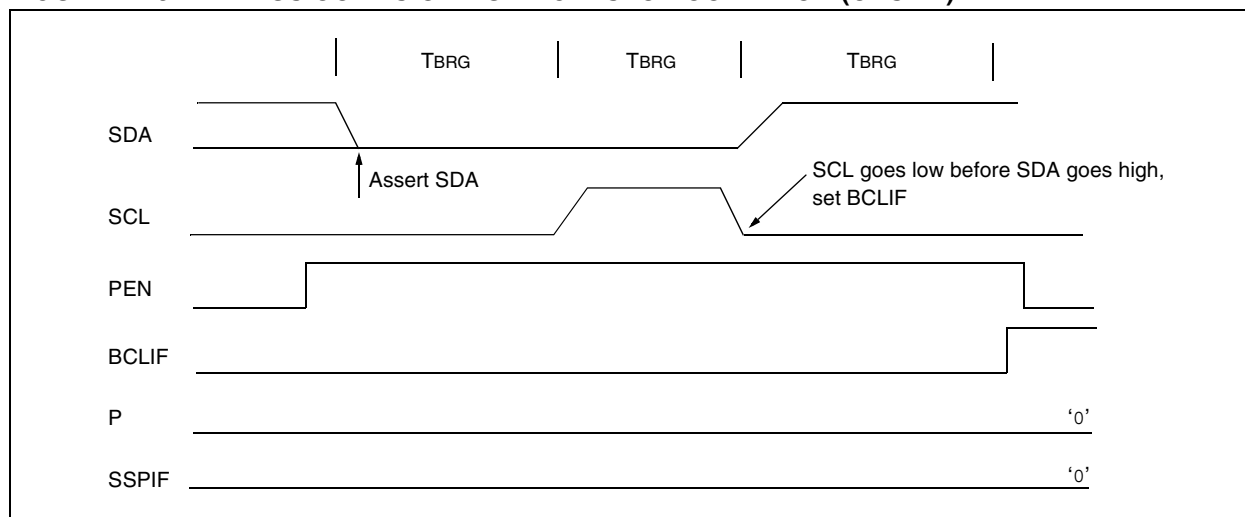 TBRG TBRG TBRG
SDA
Assert SDA
SCL goes low before SDA goes high,
set BCLIF
SCL
PEN
BCLIF
P
‘0’
SSPIF
‘0’